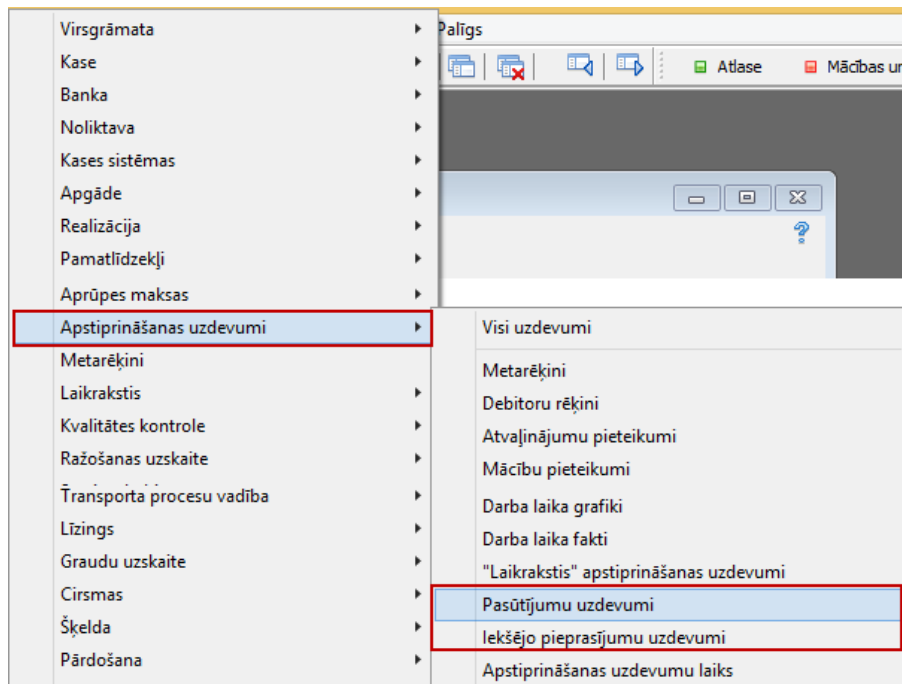 Palīgs
Atlase
Mācības un
Virsgrāmata
Kase
Banka
Noliktava
Kases sistēmas
Apgāde
Realizācija
Pamatlīdzekļi
Aprūpes maksas
Apstiprināšanas uzdevumi
Metarēķini
Laikrakstis
Kvalitātes kontrole
Ražošanas uzskaite
Transporta procesu vadība
Līzings
Graudu uzskaite
Cirsmas
Šķelda
Pārdošana
Visi uzdevumi
Metarēķini
Debitoru rēķini
Atvaļinājumu pieteikumi
Mācību pieteikumi
Darba laika grafiki
Darba laika fakti
"Laikrakstis" apstiprināšanas uzdevumi
Pasūtījumu uzdevumi
Iekšējo pieprasījumu uzdevumi
Apstiprināšanas uzdevumu laiks